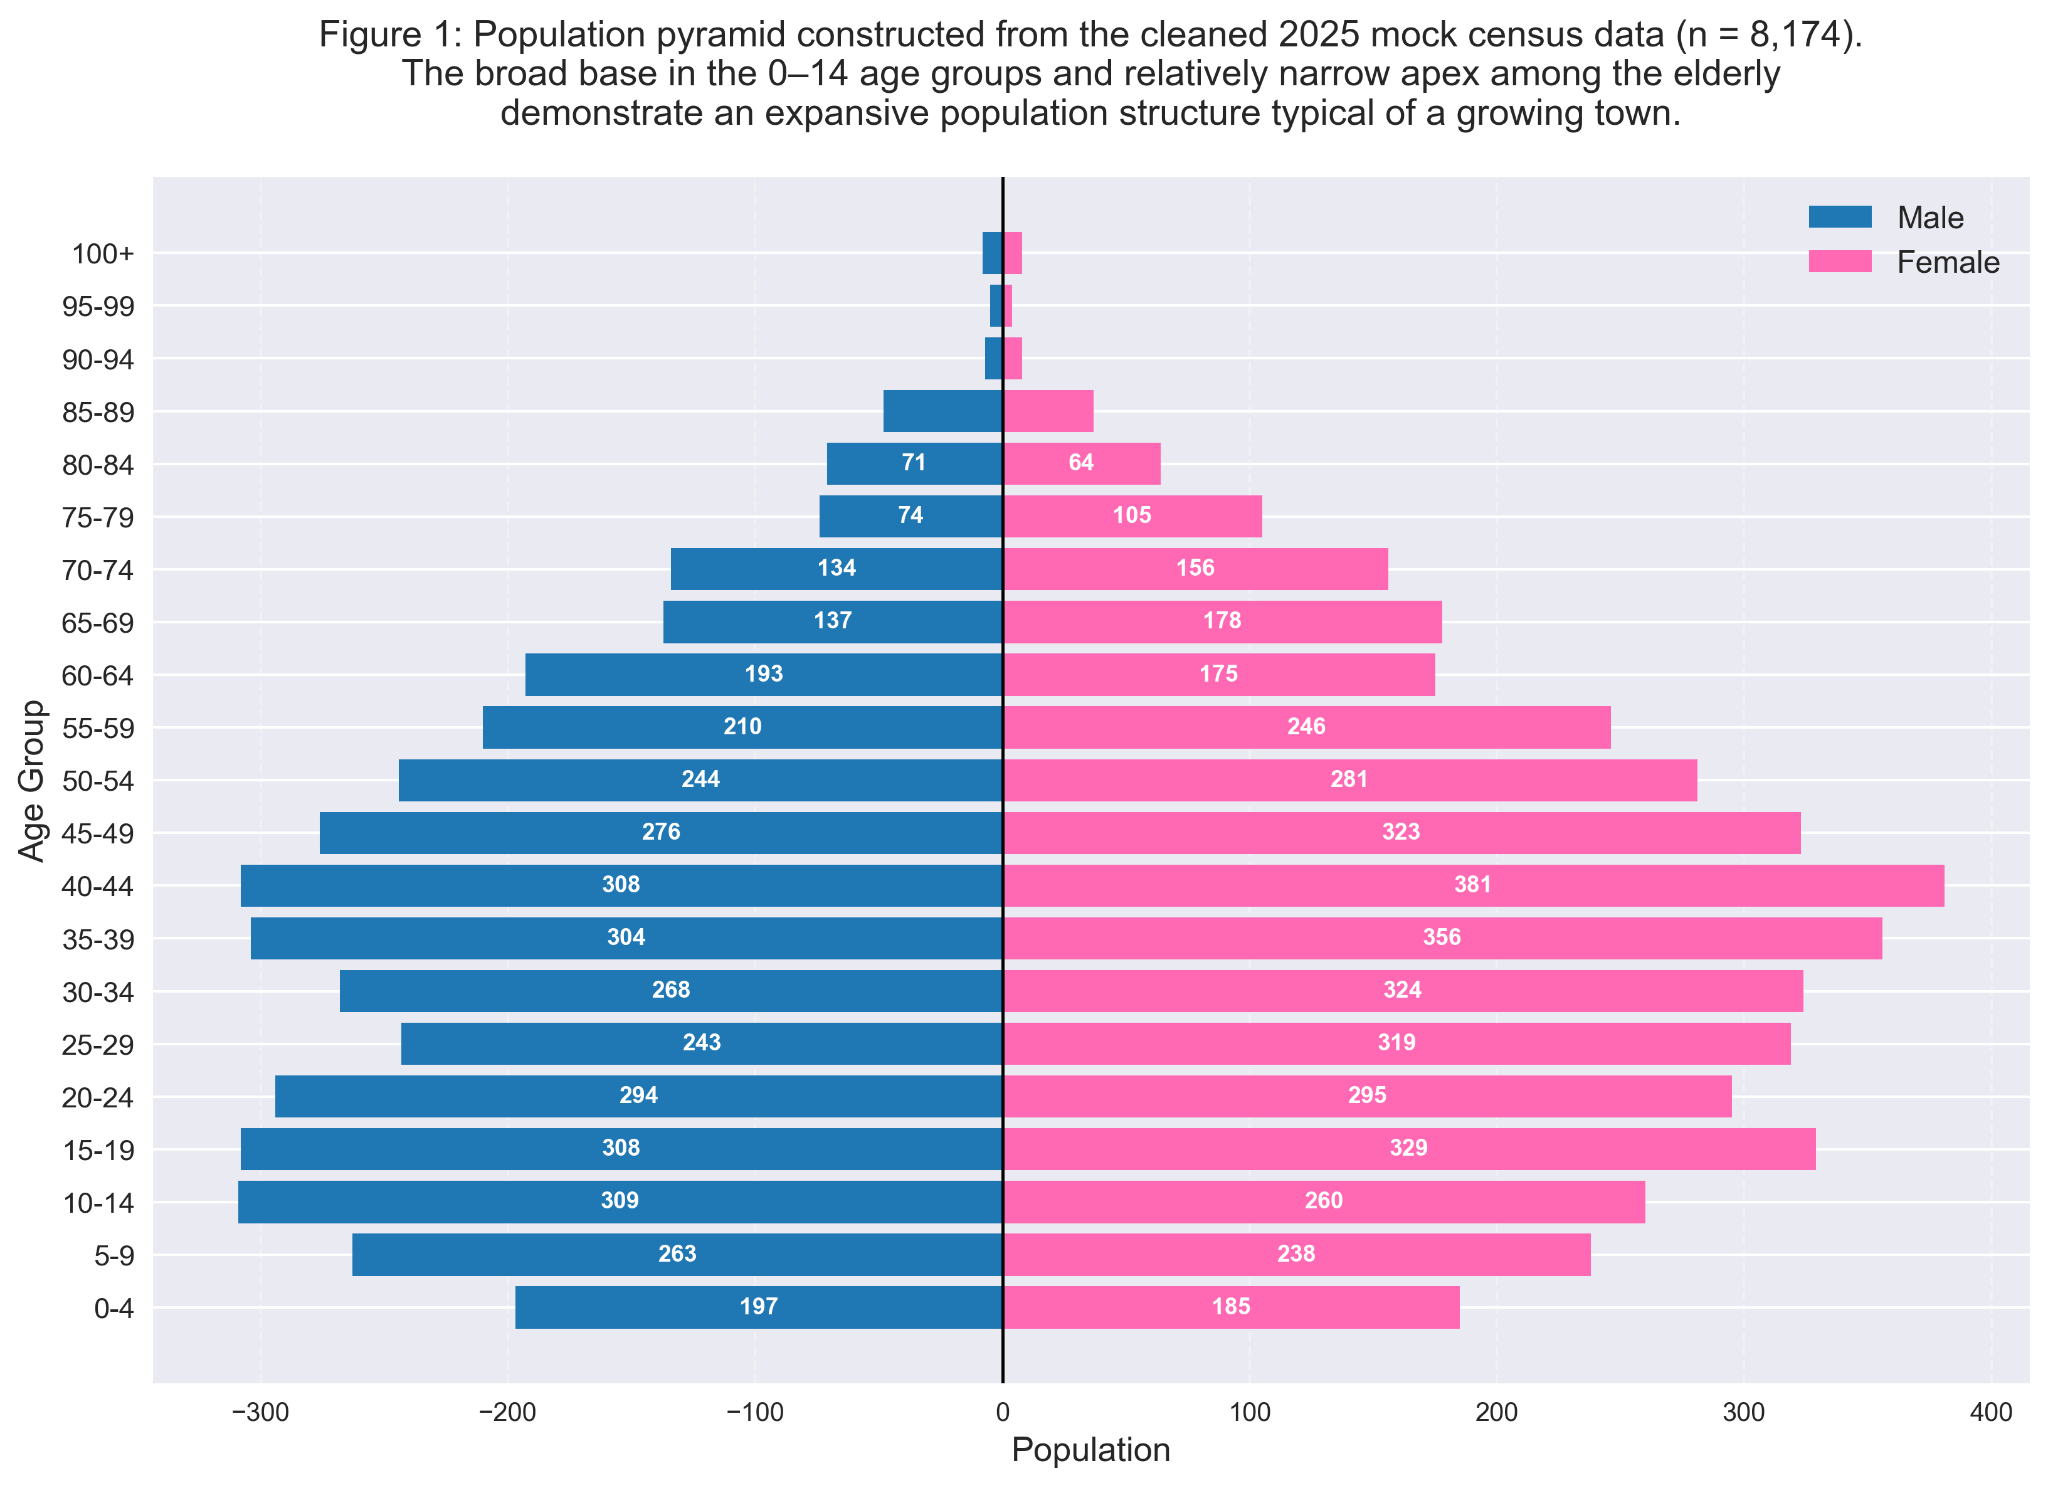 Figure 1: Population pyramid constructed from the cleaned 2025 mock census data (n = 8,174).
The broad base in the 0–14 age groups and relatively narrow apex among the elderly
demonstrate an expansive population structure typical of a growing town.
Male
Female
Age Group
100+
95-99
90-94
85-89
80-84 71 64
75-79 74 105
70-74 134 156
65-69 137 178
60-64 193 175
55-59 210 246
50-54 244 281
45-49 276 323
40-44 308 381
35-39 304 356
30-34 268 324
25-29 243 319
20-24 294 295
15-19 308 329
10-14 309 260
5-9 263 238
0-4 197 185
−300 −200 −100 0 100 200 300 400
Population